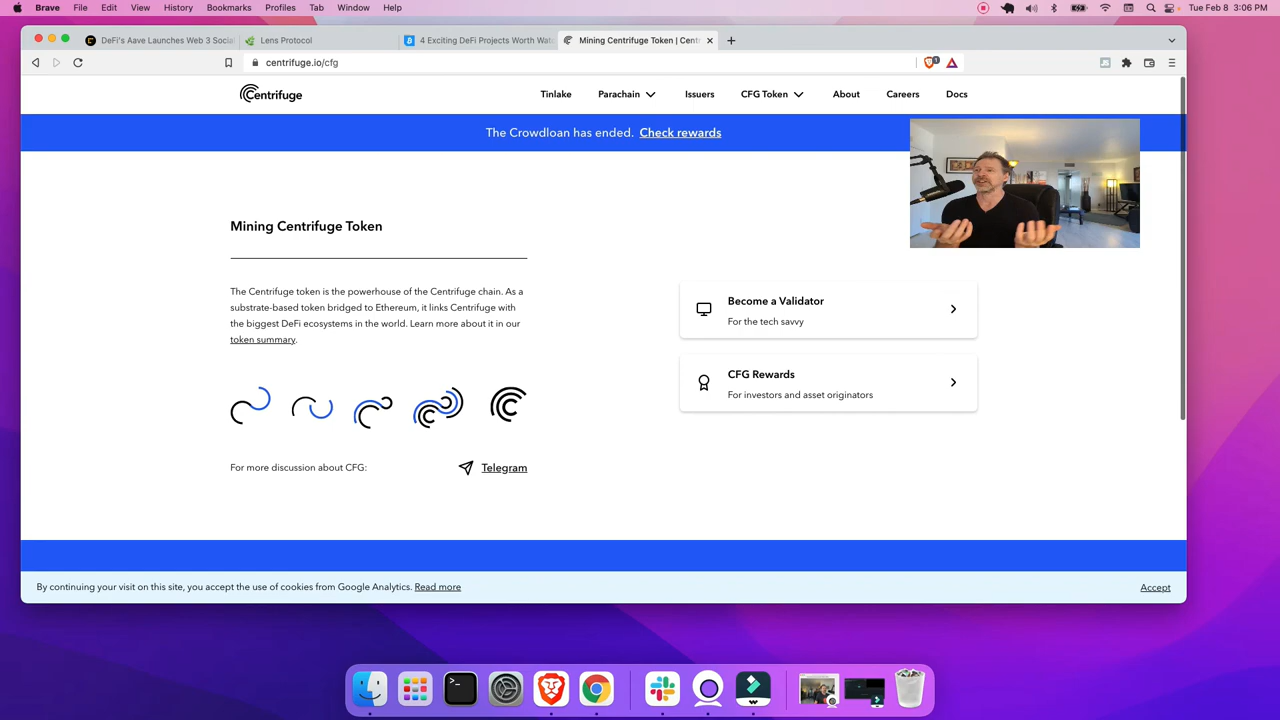 Brave File Edit View History Bookmarks Profiles Tab Window Help Tue Feb 8 3:06 PM
DeFi's Aave Launches Web 3 Social Lens Protocol 4 Exciting DeFi Projects Worth Wat Mining Centrifuge Token | Cent
centrifuge.io/cfg 1
Centrifuge Tinlake Parachain Issuers CFG Token About Careers Docs
The Crowdloan has ended. Check rewards
Mining Centrifuge Token
The Centrifuge token is the powerhouse of the Centrifuge chain. As a
substrate-based token bridged to Ethereum, it links Centrifuge with
the biggest DeFi ecosystems in the world. Learn more about it in our
token summary.
For more discussion about CFG: Telegram
Become a Validator
For the tech savvy
CFG Rewards
For investors and asset originators
By continuing your visit on this site, you accept the use of cookies from Google Analytics. Read more Accept